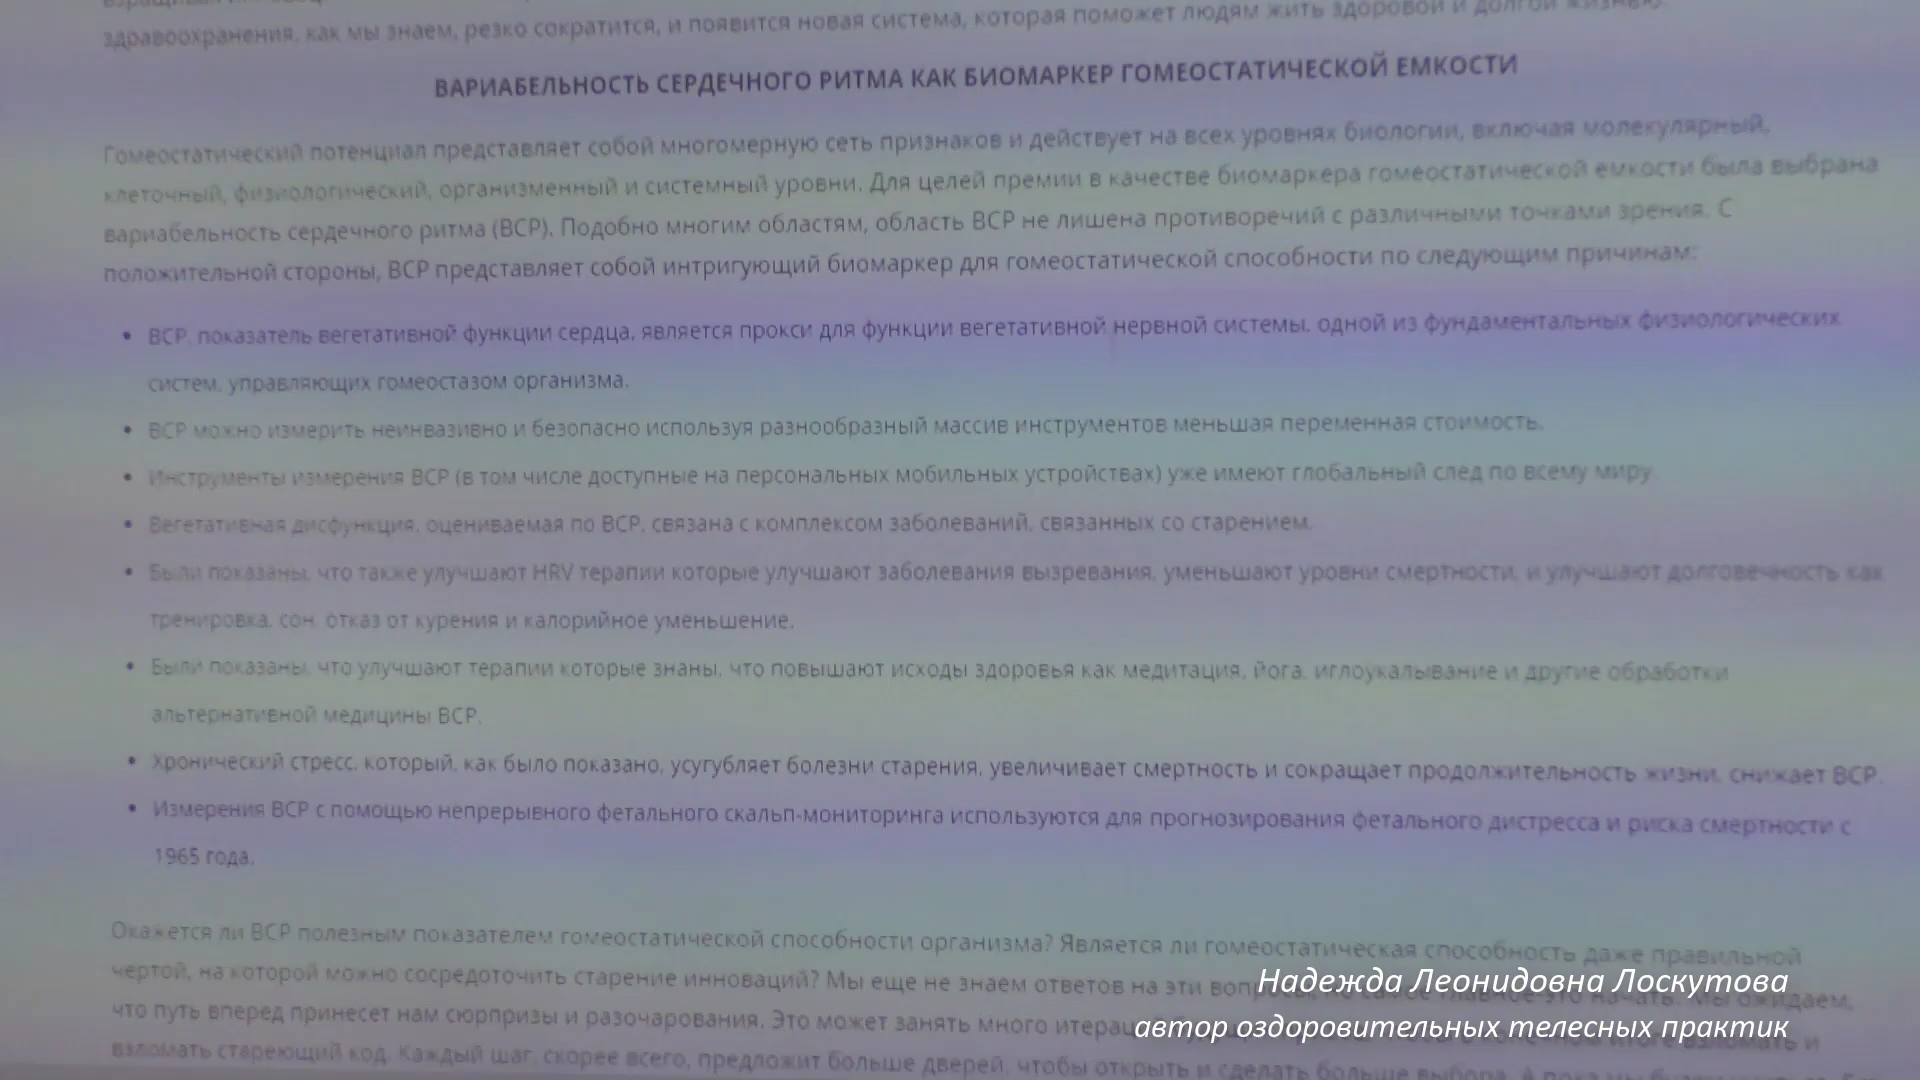 здравоохранения, как мы знаем, резко сократится, и появится новая система, которая поможет людям жить здоровой и долгой жизнью.
ВАРИАБЕЛЬНОСТЬ СЕРДЕЧНОГО РИТМА КАК БИОМАРКЕР ГОМЕОСТАТИЧЕСКОЙ ЕМКОСТИ
Гомеостатический потенциал представляет собой многомерную сеть признаков и действует на всех уровнях биологии, включая молекулярный,
клеточный, физиологический, организменный и системный уровни. Для целей премии в качестве биомаркера гомеостатической емкости была выбрана
вариабельность сердечного ритма (ВСР). Подобно многим областям, область ВСР не лишена противоречий с различными точками зрения. С
положительной стороны, ВСР представляет собой интригующий биомаркер для гомеостатической способности по следующим причинам:
• ВСР, показатель вегетативной функции сердца, является прокси для функции вегетативной нервной системы, одной из фундаментальных физиологических
систем, управляющих гомеостазом организма.
• ВСР можно измерить неинвазивно и безопасно используя разнообразный массив инструментов меньшая переменная стоимость.
• Инструменты измерения ВСР (в том числе доступные на персональных мобильных устройствах) уже имеют глобальный след по всему миру.
• Вегетативная дисфункция, оцениваемая по ВСР, связана с комплексом заболеваний, связанных со старением.
• Были показаны, что также улучшают HRV терапии которые улучшают заболевания вызревания, уменьшают уровни смертности, и улучшают долговечность как
тренировка, сон, отказ от курения и калорийное уменьшение.
• Были показаны, что улучшают терапии которые знаны, что повышают исходы здоровья как медитация, йога, иглоукалывание и другие обработки
альтернативной медицины ВСР.
• Хронический стресс, который, как было показано, усугубляет болезни старения, увеличивает смертность и сокращает продолжительность жизни, снижает ВСР.
• Измерения ВСР с помощью непрерывного фетального скальп-мониторинга используются для прогнозирования фетального дистресса и риска смертности с
1965 года.
Окажется ли ВСР полезным показателем гомеостатической способности организма? Является ли гомеостатическая способность даже правильной
чертой, на которой можно сосредоточить старение инноваций? Мы еще не знаем ответов на эти Мы ожидаем,
что путь вперед принесет нам сюрпризы и разочарования. Это может занять много взломать и
взломать стареющий код. Каждый шаг, скорее всего, предложит больше дверей, чтобы открыть и сделать больше выбора.
Надежда Леонидовна Лоскутова
автор оздоровительных телесных практик